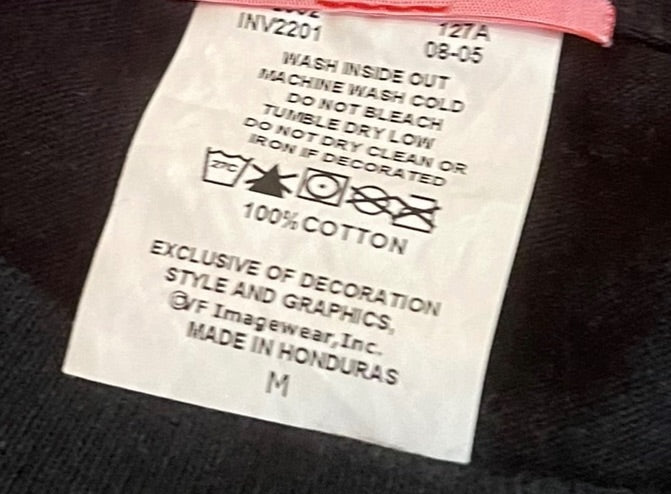 INV2201 127A
08-05
WASH INSIDE OUT
MACHINE WASH COLD
DO NOT BLEACH
TUMBLE DRY LOW
DO NOT DRY CLEAN OR
IRON IF DECORATED
27C
100% COTTON
EXCLUSIVE OF DECORATION
STYLE AND GRAPHICS,
©VF Imagewear, Inc.
MADE IN HONDURAS
M